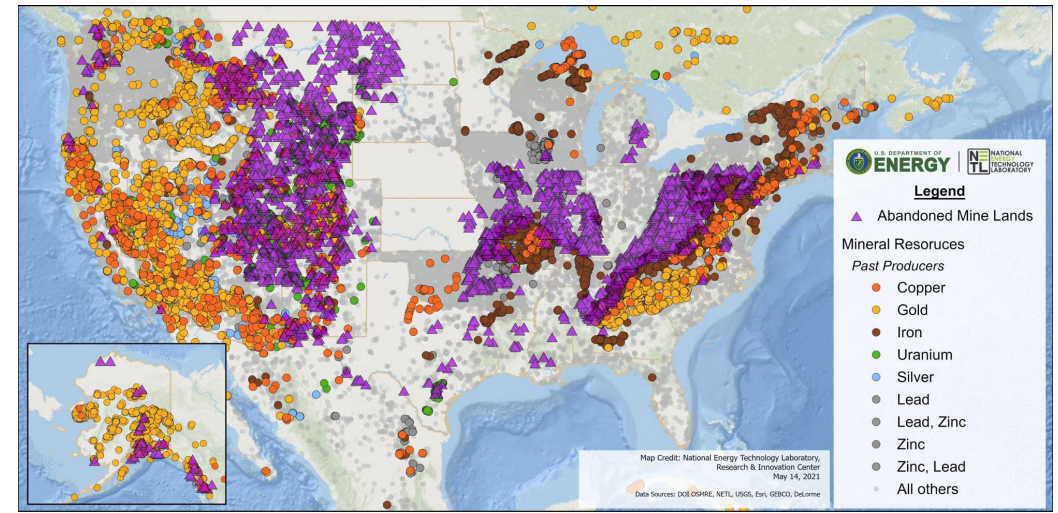 U.S. DEPARTMENT OF
ENERGY
NE
TL
NATIONAL
ENERGY
TECHNOLOGY
LABORATORY
Legend
Abandoned Mine Lands
Mineral Resoruces
Past Producers
Copper
Gold
Iron
Uranium
Silver
Lead
Lead, Zinc
Zinc
Zinc, Lead
All others
Map Credit: National Energy Technology Laboratory,
Research & Innovation Center
May 14, 2021
Data Sources: DOI OSMRE, NETL, USGS, Esri, GEBCO, DeLorme